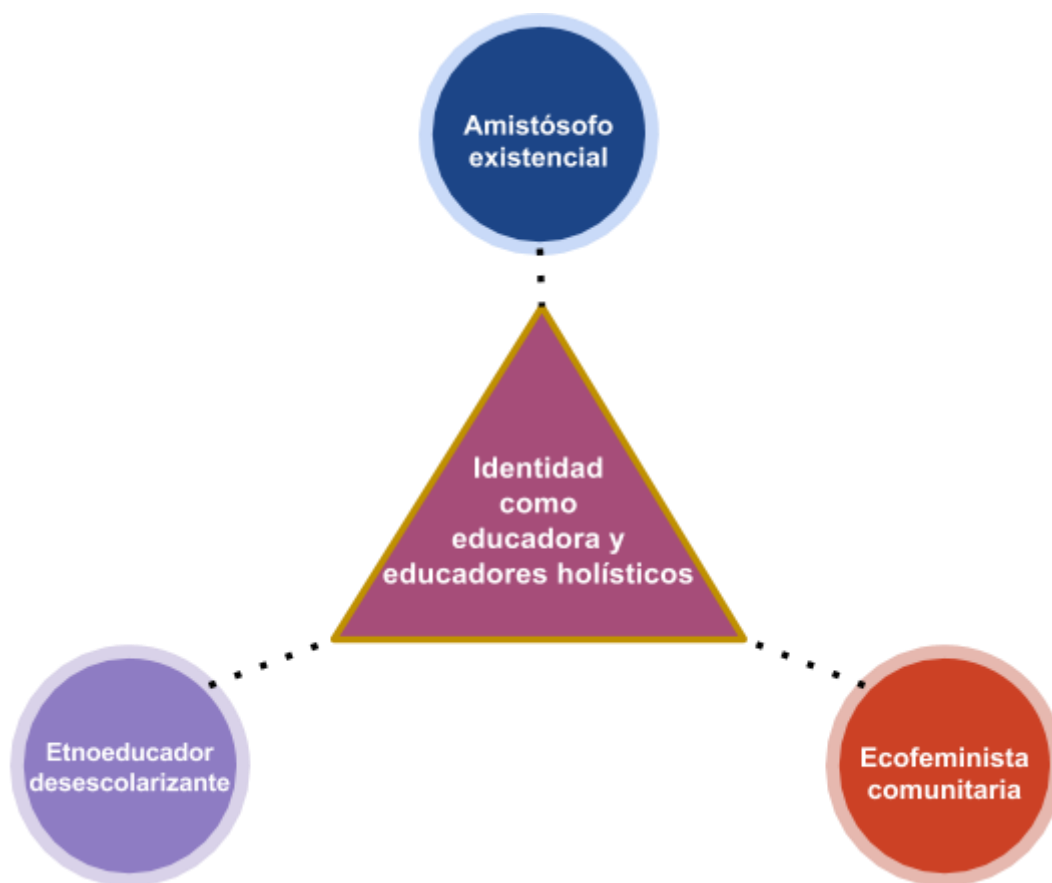 Amistósofo
existencial
Identidad
como
educadora y
educadores holísticos
Etnoeducador
desescolarizante
Ecofeminista
comunitaria